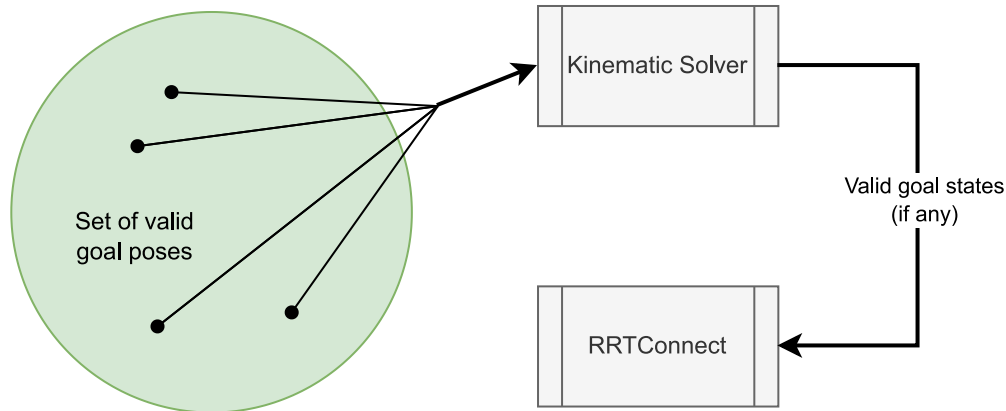 Kinematic Solver
Set of valid
goal poses
Valid goal states
(if any)
RRTConnect